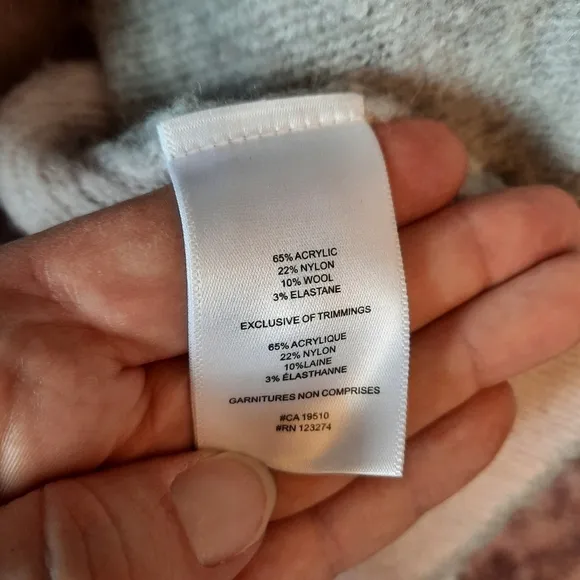 65% ACRYLIC
22% NYLON
10% WOOL
3% ELASTANE
EXCLUSIVE OF TRIMMINGS
65% ACRYLIQUE
22% NYLON
10%LAINE
3% ÉLASTHANNE
GARNITURES NON COMPRISES
#CA 19510
#RN 123274